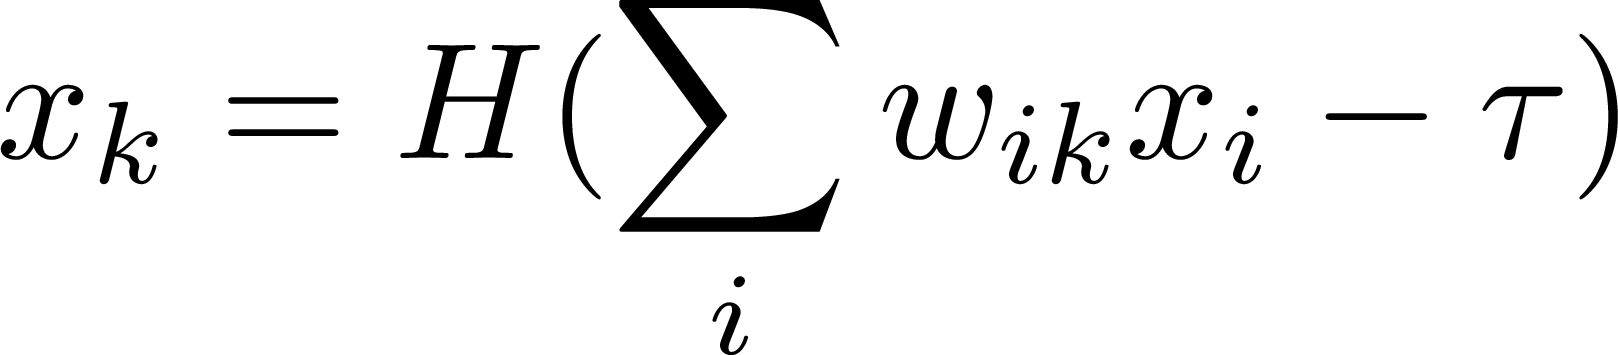 x_k = H(\sum_i w_{ik} x_i - \tau)